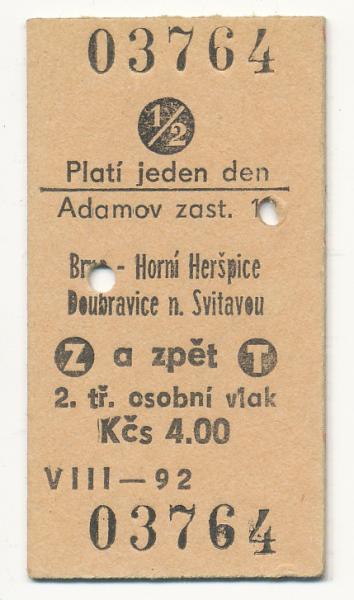 03764
1/2
Platí jeden den
Adamov zast.
- Horní Heršpice
Doubravice n. Svitavou
Z a zpět T
2. tř. osobní vlak
Kčs 4.00
VIII—92
03764